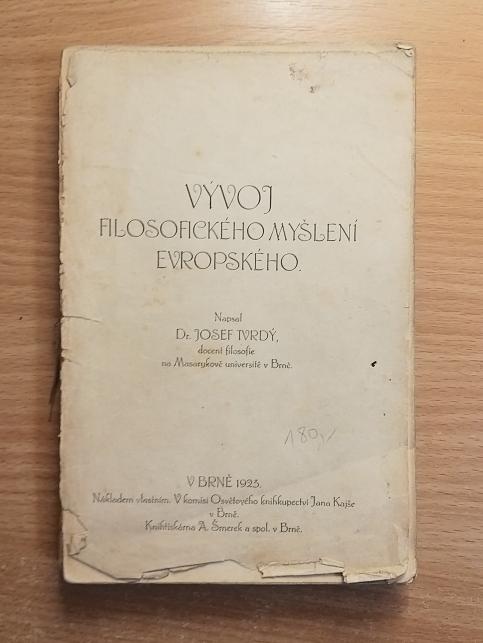 VÝVOJ
FILOSOFICKÉHO MYŠLENÍ
EVROPSKÉHO.
Napsal
Dr. JOSEF TVRDÝ,
docent filosofie
na Masarykově universitě v Brně.
180,-
V BRNĚ 1923.
Nákladem vlastním. V komisi Osvětového knihkupectví Jana Kajše
v Brně.
Knihtiskárna A. Šmerek a spol. v Brně.